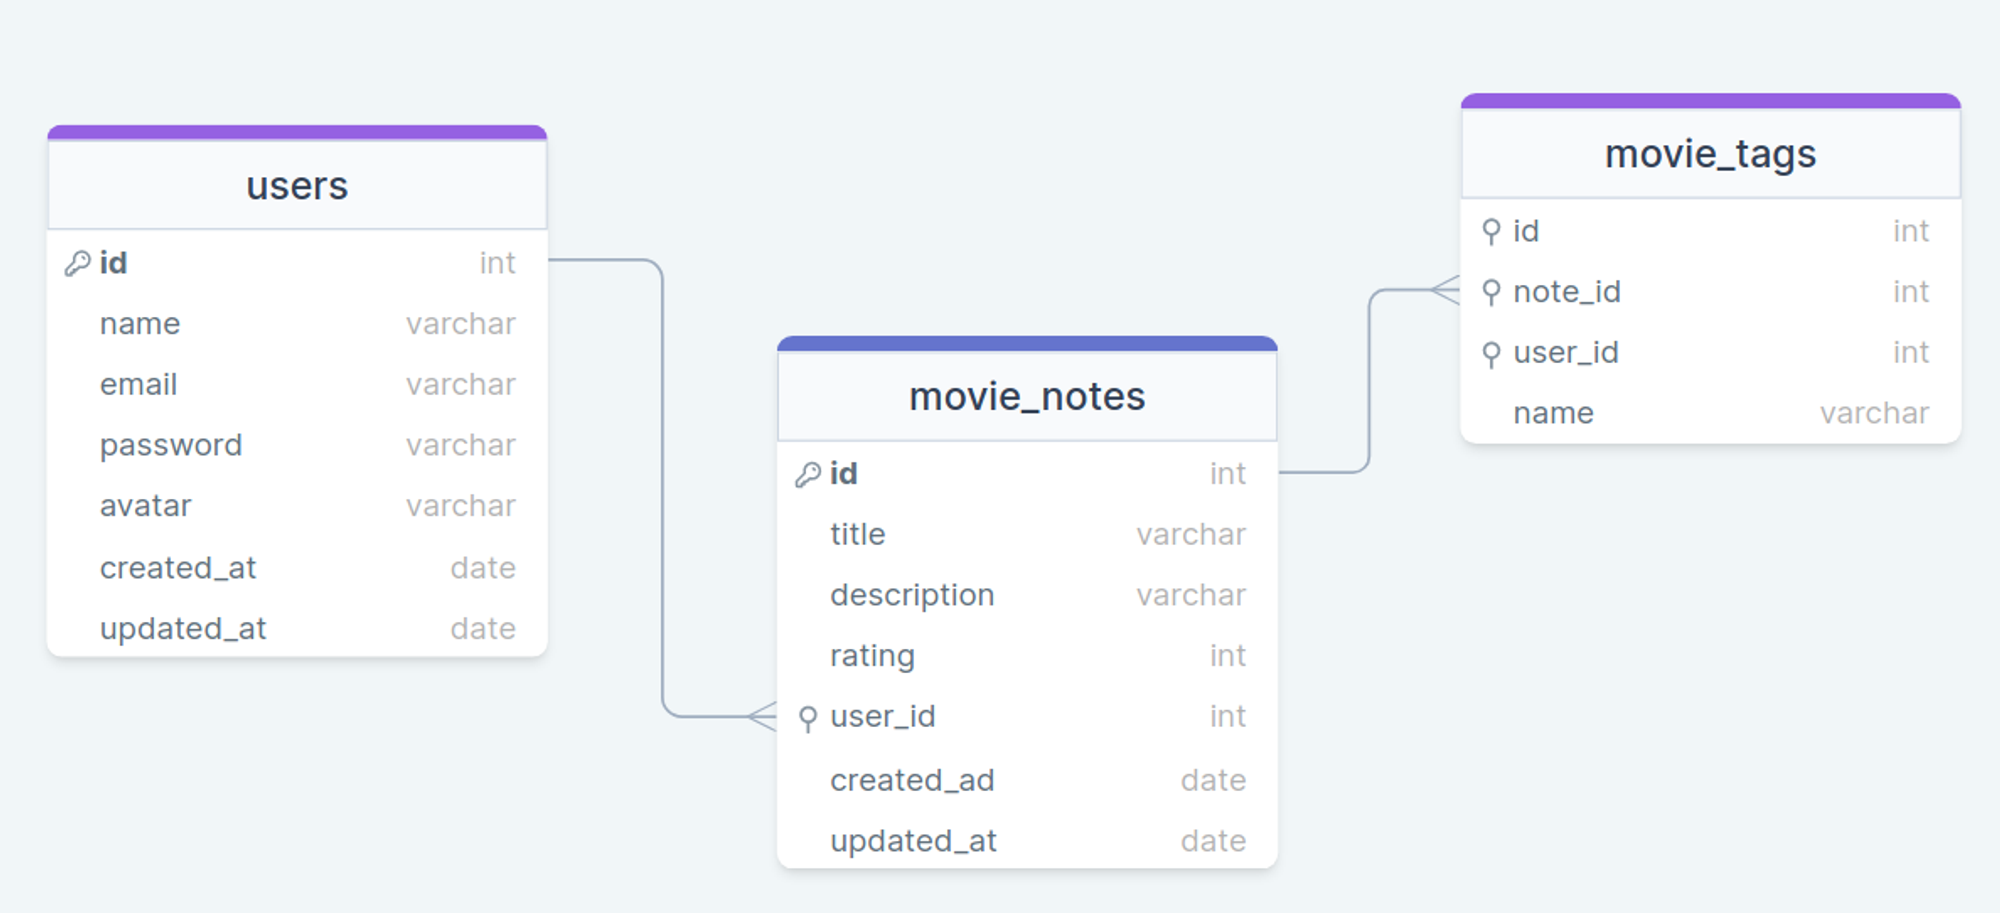 users
id int
name varchar
email varchar
password varchar
avatar varchar
created_at date
updated_at date
movie_notes
id int
title varchar
description varchar
rating int
user_id int
created_ad date
updated_at date
movie_tags
id int
note_id int
user_id int
name varchar